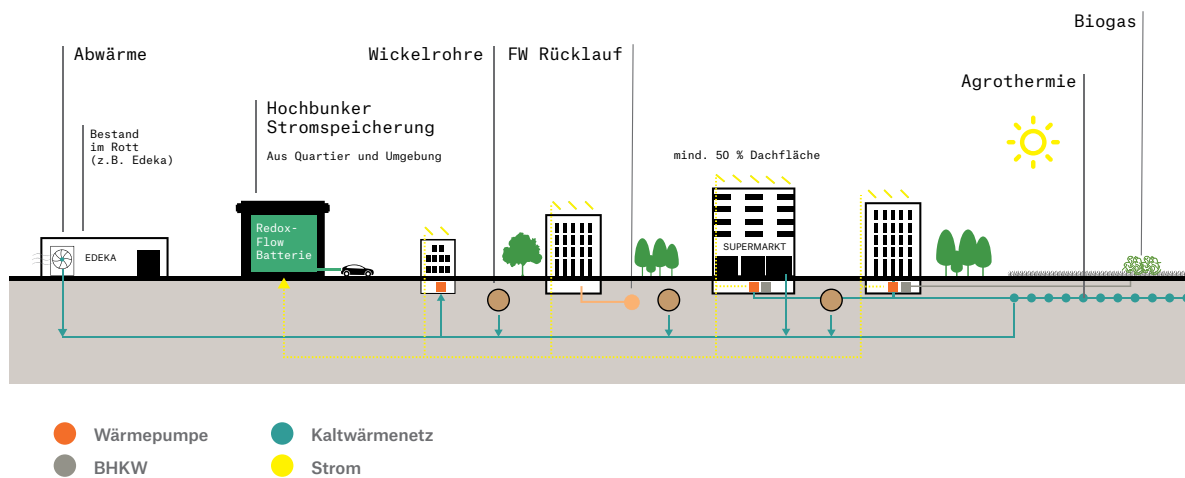 Biogas
Abwärme
Wickelrohre
FW Rücklauf
Agrothermie
Hochbunker
Stromspeicherung
Aus Quartier und Umgebung
Bestand
im Rott
(z.B. Edeka)
mind. 50 % Dachfläche
Redox-
Flow
Batterie
EDEKA
SUPERMARKT
Wärmepumpe
Kaltwärmenetz
BHKW
Strom